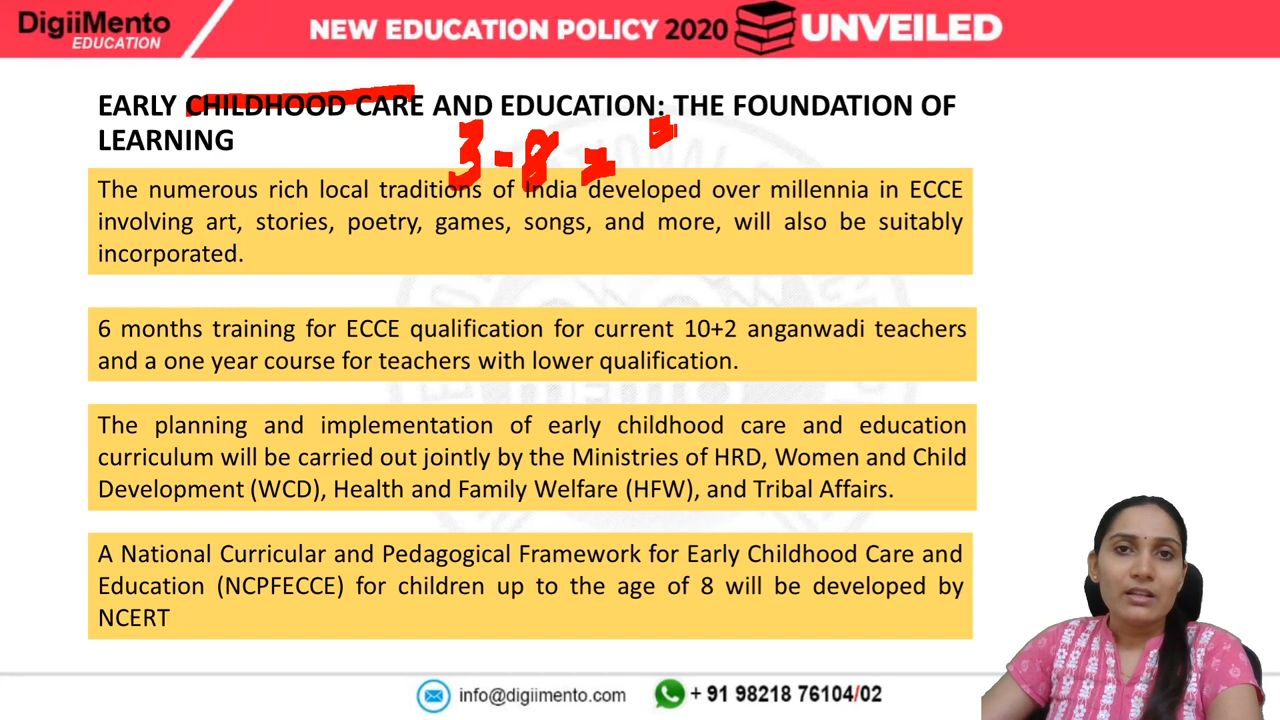 DigiiMento
EDUCATION
NEW EDUCATION POLICY 2020 UNVEILED
EARLY CHILDHOOD CARE AND EDUCATION: THE FOUNDATION OF
LEARNING
3 - 8 =
=
The numerous rich local traditions of India developed over millennia in ECCE
involving art, stories, poetry, games, songs, and more, will also be suitably
incorporated.
6 months training for ECCE qualification for current 10+2 anganwadi teachers
and a one year course for teachers with lower qualification.
The planning and implementation of early childhood care and education
curriculum will be carried out jointly by the Ministries of HRD, Women and Child
Development (WCD), Health and Family Welfare (HFW), and Tribal Affairs.
A National Curricular and Pedagogical Framework for Early Childhood Care and
Education (NCPFECCE) for children up to the age of 8 will be developed by
NCERT
info@digiimento.com + 91 98218 76104/02